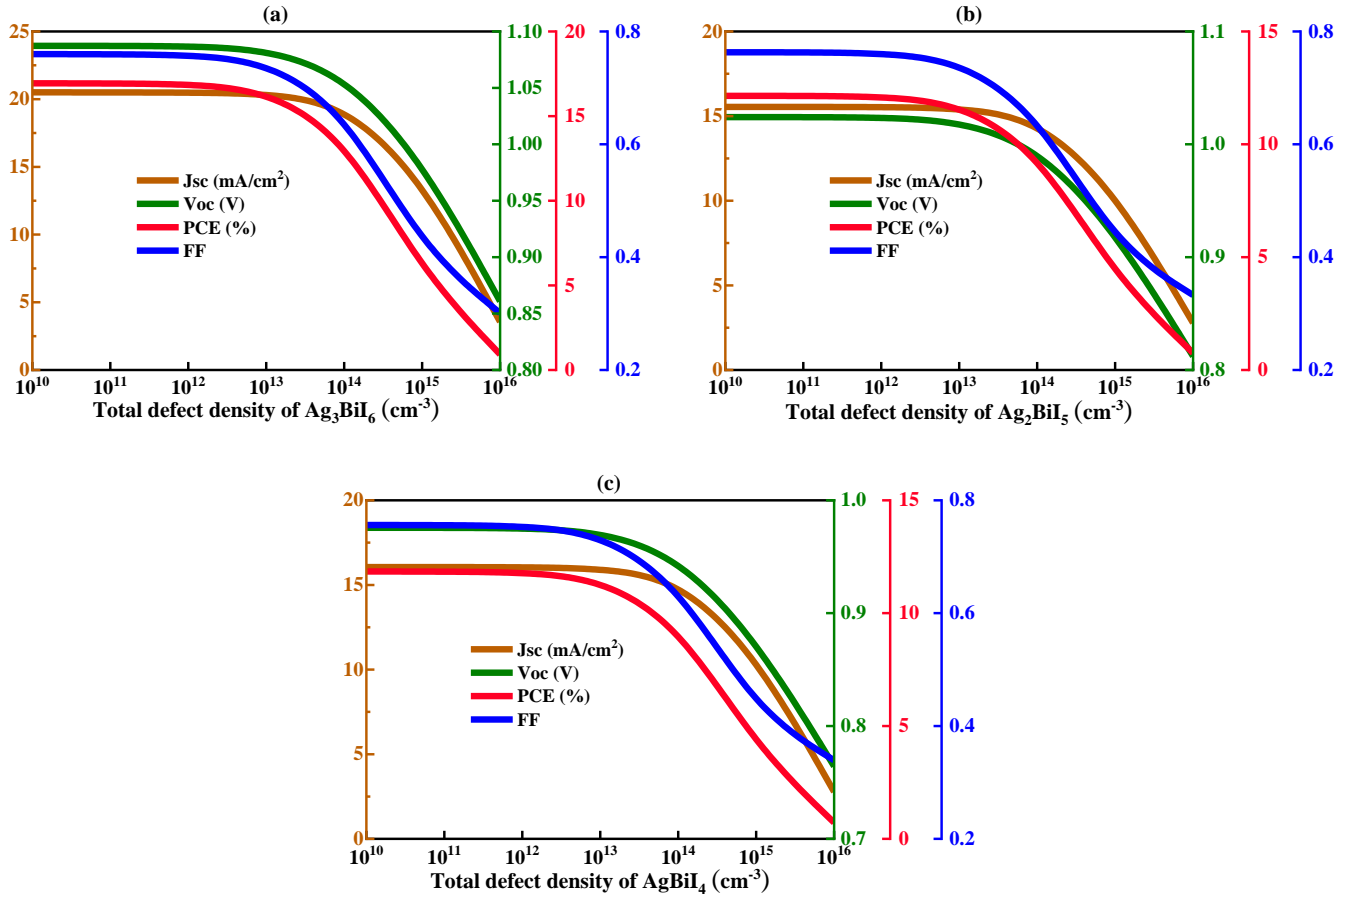 (a)
25
20
15
10
5
0
1.10
1.05
1.00
0.95
0.90
0.85
0.80
20
15
10
5
0
0.8
0.6
0.4
0.2
Jsc (mA/cm²)
Voc (V)
PCE (%)
FF
10¹⁰ 10¹¹ 10¹² 10¹³ 10¹⁴ 10¹⁵ 10¹⁶
Total defect density of Ag₃BiI₆ (cm⁻³)
(b)
20
15
10
5
0
1.1
1.0
0.9
0.8
15
10
5
0
0.8
0.6
0.4
0.2
Jsc (mA/cm²)
Voc (V)
PCE (%)
FF
10¹⁰ 10¹¹ 10¹² 10¹³ 10¹⁴ 10¹⁵ 10¹⁶
Total defect density of Ag₂BiI₅ (cm⁻³)
(c)
20
15
10
5
0
1.0
0.9
0.8
0.7
15
10
5
0
0.8
0.6
0.4
0.2
Jsc (mA/cm²)
Voc (V)
PCE (%)
FF
10¹⁰ 10¹¹ 10¹² 10¹³ 10¹⁴ 10¹⁵ 10¹⁶
Total defect density of AgBiI₄ (cm⁻³)